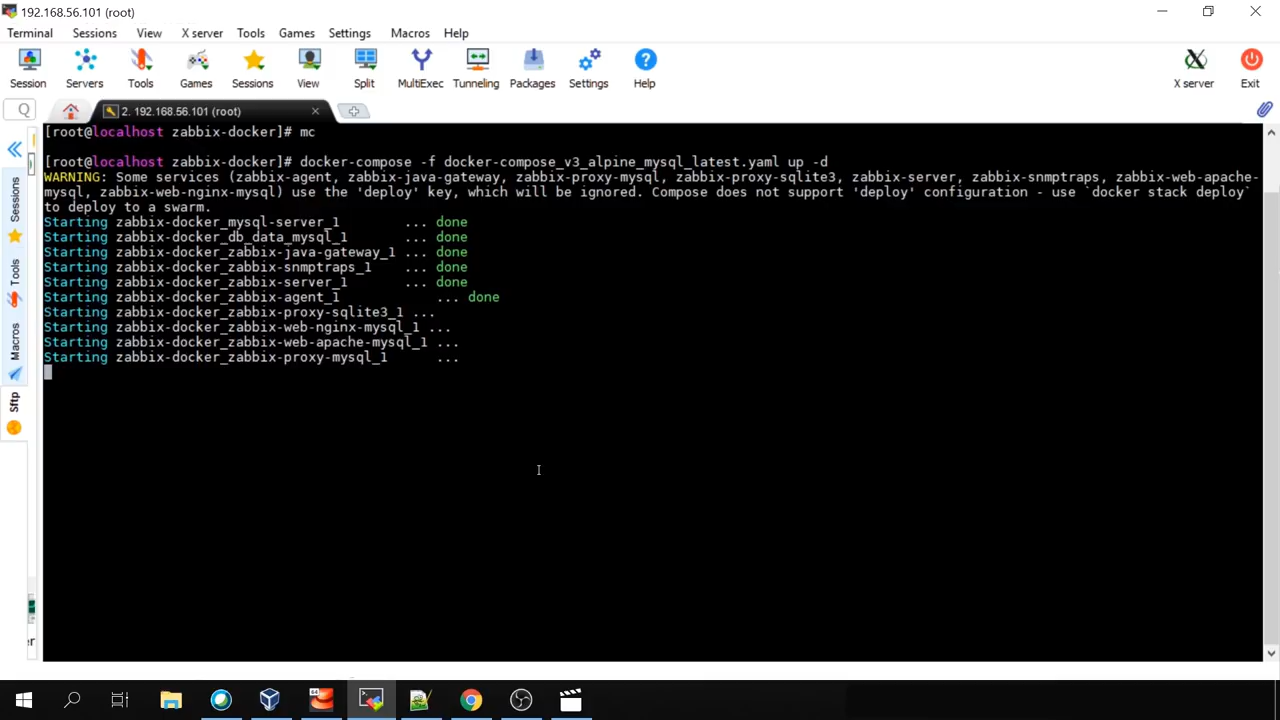 192.168.56.101 (root)
Terminal Sessions View X server Tools Games Settings Macros Help
Session Servers Tools Games Sessions View Split MultiExec Tunneling Packages Settings Help X server Exit
2. 192.168.56.101 (root)
[root@localhost zabbix-docker]# mc
[root@localhost zabbix-docker]# docker-compose -f docker-compose_v3_alpine_mysql_latest.yaml up -d
WARNING: Some services (zabbix-agent, zabbix-java-gateway, zabbix-proxy-mysql, zabbix-proxy-sqlite3, zabbix-server, zabbix-snmptraps, zabbix-web-apache-
mysql, zabbix-web-nginx-mysql) use the 'deploy' key, which will be ignored. Compose does not support 'deploy' configuration - use `docker stack deploy`
to deploy to a swarm.
Starting zabbix-docker_mysql-server_1 ... done
Starting zabbix-docker_db_data_mysql_1 ... done
Starting zabbix-docker_zabbix-java-gateway_1 ... done
Starting zabbix-docker_zabbix-snmptraps_1 ... done
Starting zabbix-docker_zabbix-server_1 ... done
Starting zabbix-docker_zabbix-agent_1 ... done
Starting zabbix-docker_zabbix-proxy-sqlite3_1 ...
Starting zabbix-docker_zabbix-web-nginx-mysql_1 ...
Starting zabbix-docker_zabbix-web-apache-mysql_1 ...
Starting zabbix-docker_zabbix-proxy-mysql_1 ...
Sessions
Tools
Macros
Sftp
er